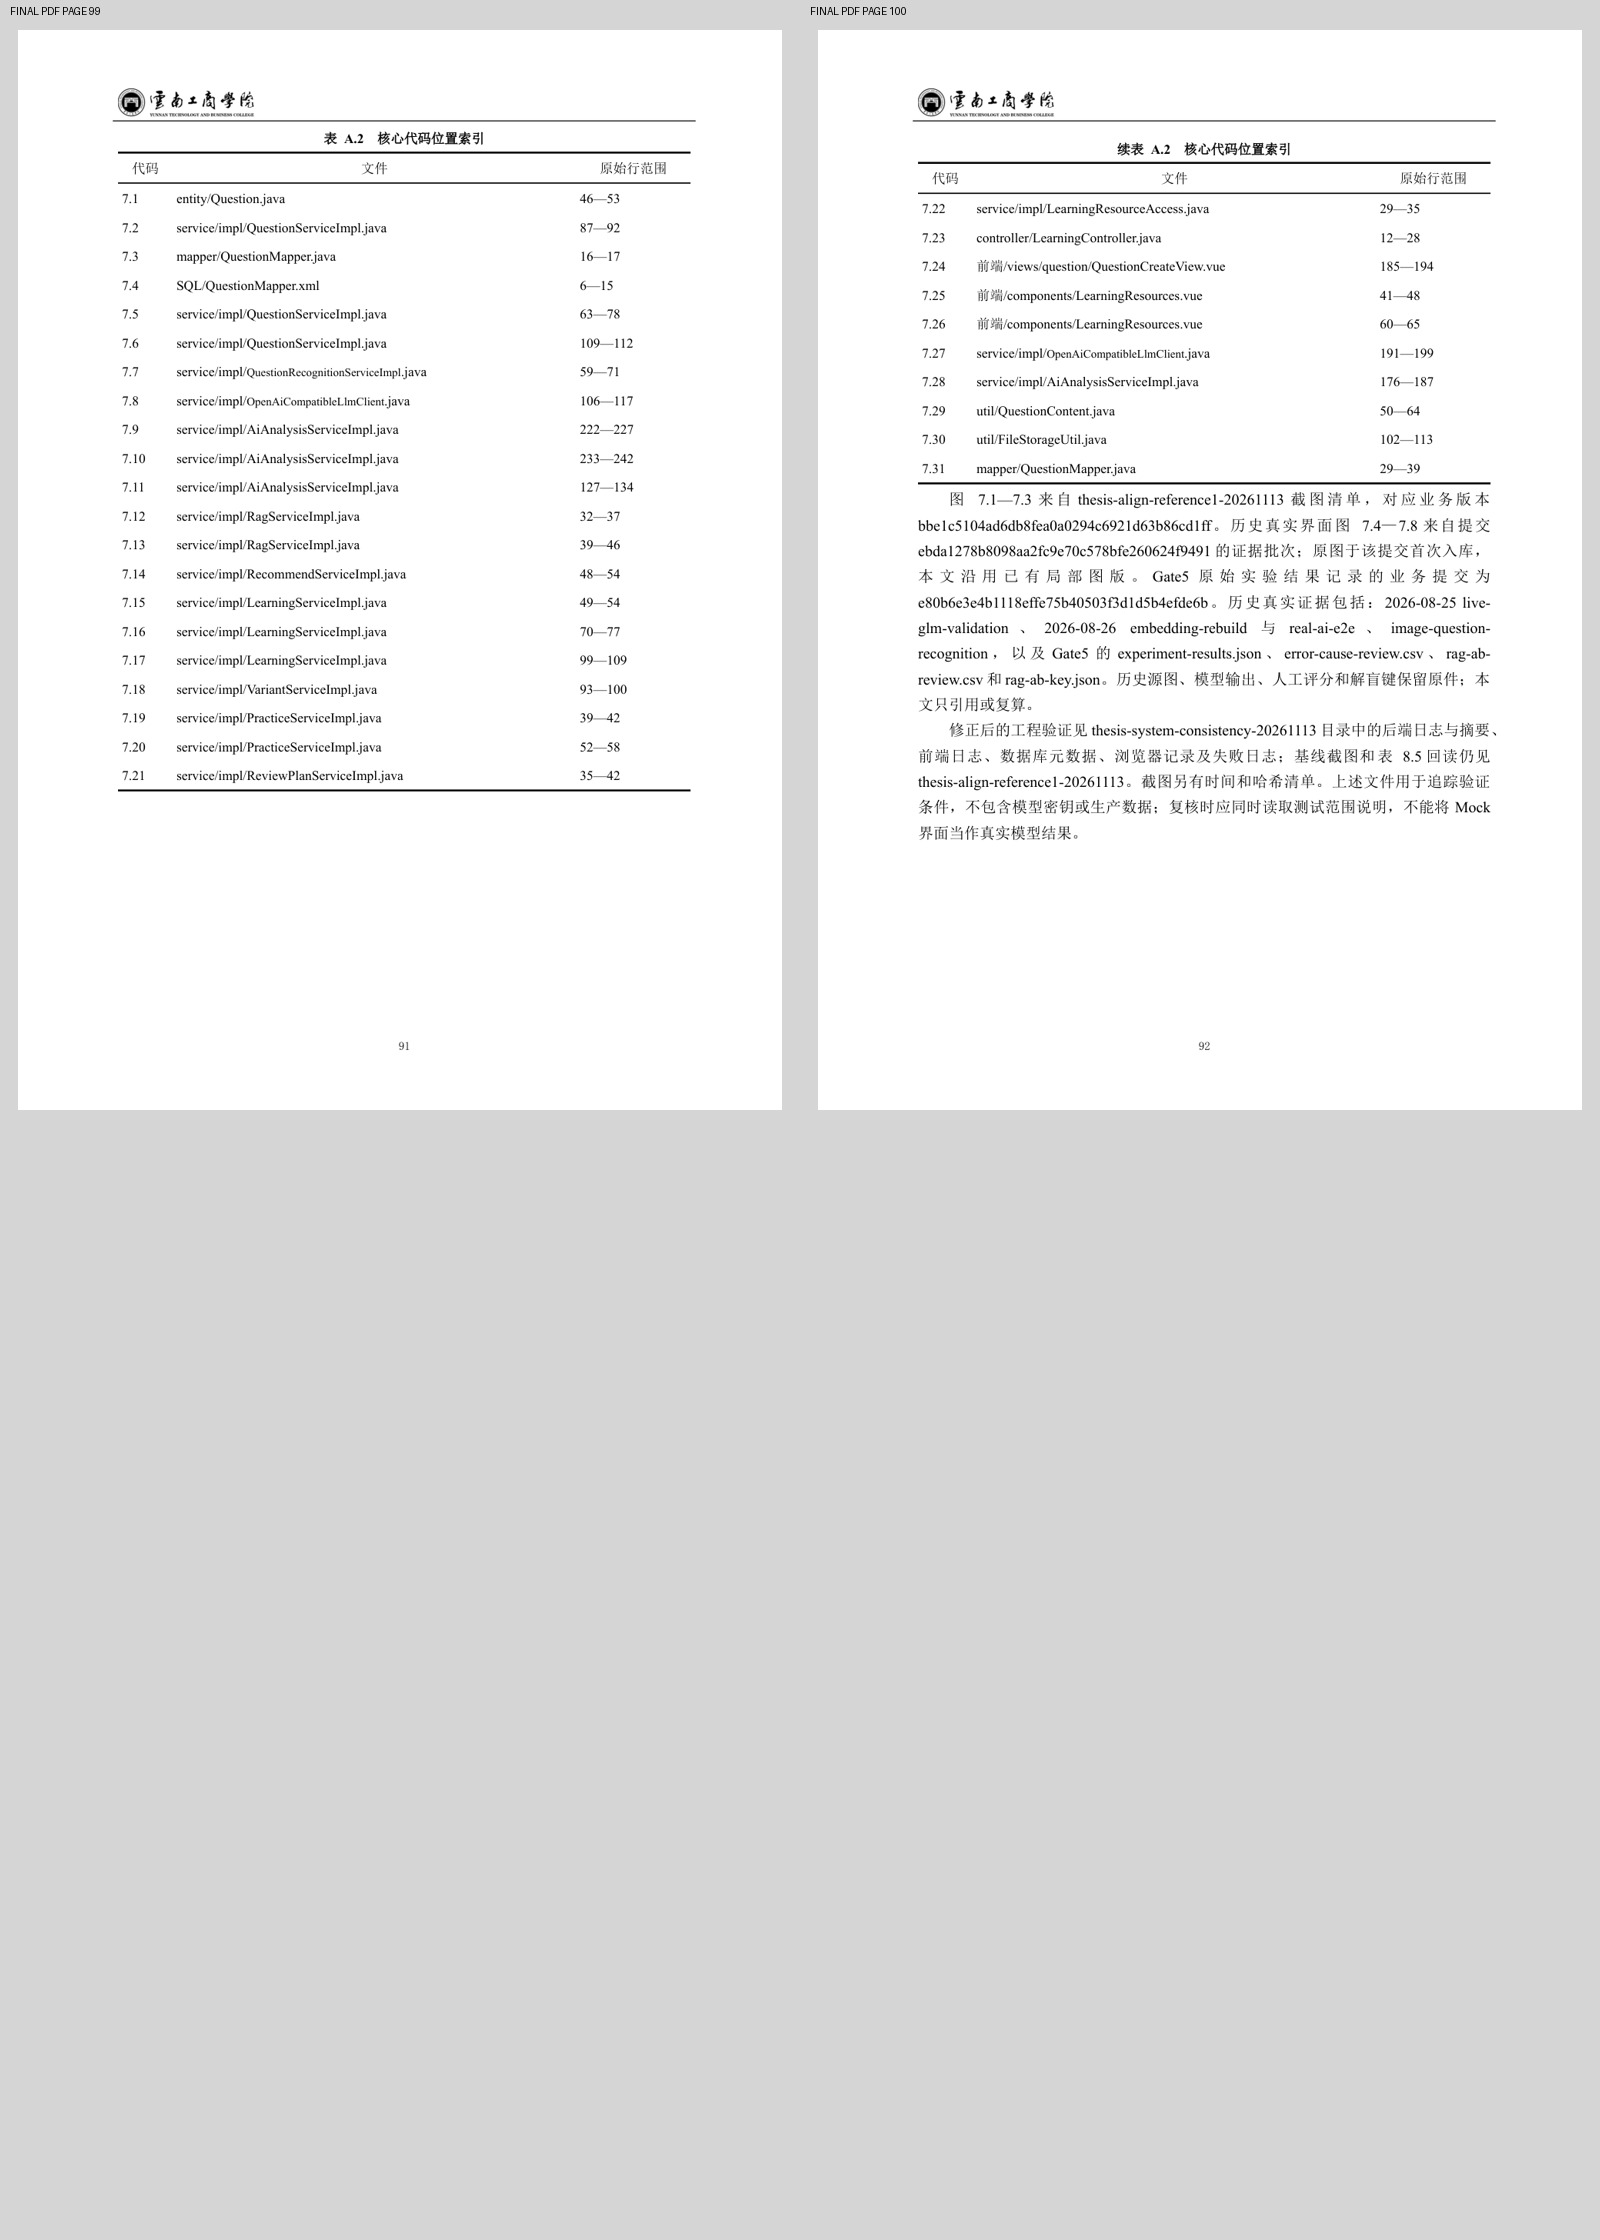 FINAL PDF PAGE 99
雲南工商學院
YUNNAN TECHNOLOGY AND BUSINESS COLLEGE
表 A.2 核心代码位置索引
代码 文件 原始行范围
7.1 entity/Question.java 46—53
7.2 service/impl/QuestionServiceImpl.java 87—92
7.3 mapper/QuestionMapper.java 16—17
7.4 SQL/QuestionMapper.xml 6—15
7.5 service/impl/QuestionServiceImpl.java 63—78
7.6 service/impl/QuestionServiceImpl.java 109—112
7.7 service/impl/QuestionRecognitionServiceImpl.java 59—71
7.8 service/impl/OpenAiCompatibleLlmClient.java 106—117
7.9 service/impl/AiAnalysisServiceImpl.java 222—227
7.10 service/impl/AiAnalysisServiceImpl.java 233—242
7.11 service/impl/AiAnalysisServiceImpl.java 127—134
7.12 service/impl/RagServiceImpl.java 32—37
7.13 service/impl/RagServiceImpl.java 39—46
7.14 service/impl/RecommendServiceImpl.java 48—54
7.15 service/impl/LearningServiceImpl.java 49—54
7.16 service/impl/LearningServiceImpl.java 70—77
7.17 service/impl/LearningServiceImpl.java 99—109
7.18 service/impl/VariantServiceImpl.java 93—100
7.19 service/impl/PracticeServiceImpl.java 39—42
7.20 service/impl/PracticeServiceImpl.java 52—58
7.21 service/impl/ReviewPlanServiceImpl.java 35—42
91
FINAL PDF PAGE 100
雲南工商學院
YUNNAN TECHNOLOGY AND BUSINESS COLLEGE
续表 A.2 核心代码位置索引
代码 文件 原始行范围
7.22 service/impl/LearningResourceAccess.java 29—35
7.23 controller/LearningController.java 12—28
7.24 前端/views/question/QuestionCreateView.vue 185—194
7.25 前端/components/LearningResources.vue 41—48
7.26 前端/components/LearningResources.vue 60—65
7.27 service/impl/OpenAiCompatibleLlmClient.java 191—199
7.28 service/impl/AiAnalysisServiceImpl.java 176—187
7.29 util/QuestionContent.java 50—64
7.30 util/FileStorageUtil.java 102—113
7.31 mapper/QuestionMapper.java 29—39
图 7.1—7.3 来自 thesis-align-reference1-20261113 截图清单，对应业务版本
bbe1c5104ad6db8fea0a0294c6921d63b86cd1ff。历史真实界面图 7.4—7.8 来自提交
ebda1278b8098aa2fc9e70c578bfe260624f9491 的证据批次；原图于该提交首次入库，
本文沿用已有局部图版。Gate5 原始实验结果记录的业务提交为
e80b6e3e4b1118effe75b40503f3d1d5b4efde6b。历史真实证据包括：2026-08-25 live-
glm-validation 、 2026-08-26 embedding-rebuild 与 real-ai-e2e 、 image-question-
recognition，以及 Gate5 的 experiment-results.json、error-cause-review.csv、rag-ab-
review.csv 和 rag-ab-key.json。历史源图、模型输出、人工评分和解盲键保留原件；本
文只引用或复算。
修正后的工程验证见 thesis-system-consistency-20261113 目录中的后端日志与摘要、
前端日志、数据库元数据、浏览器记录及失败日志；基线截图和表 8.5 回读仍见
thesis-align-reference1-20261113。截图另有时间和哈希清单。上述文件用于追踪验证
条件，不包含模型密钥或生产数据；复核时应同时读取测试范围说明，不能将 Mock
界面当作真实模型结果。
92